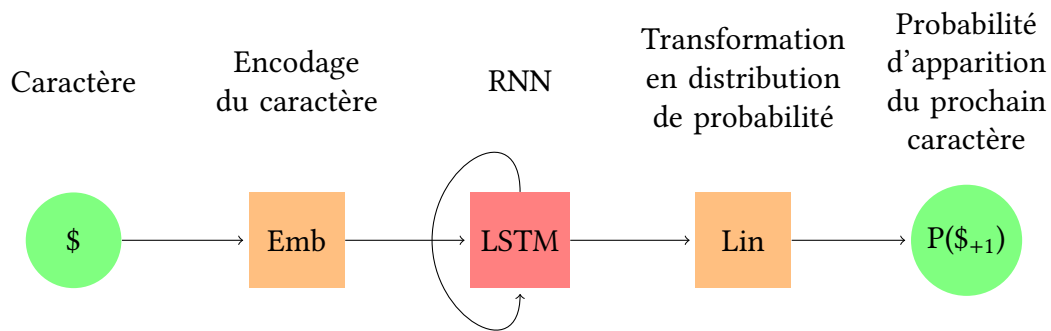 Caractère
Encodage
du caractère
RNN
Transformation
en distribution
de probabilité
Probabilité
d'apparition
du prochain
caractère
$
Emb
LSTM
Lin
P($₊₁)